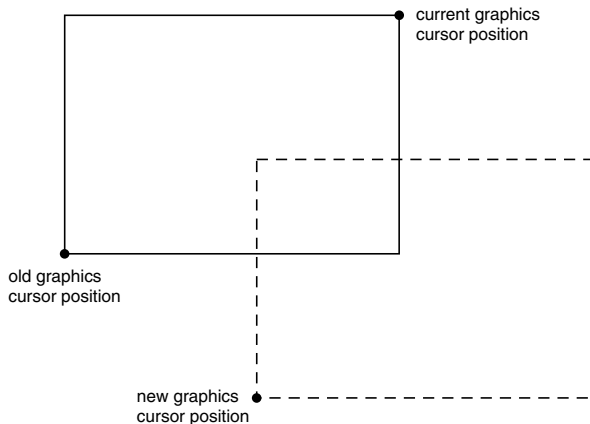 current graphics
cursor position
old graphics
cursor position
new graphics
cursor position